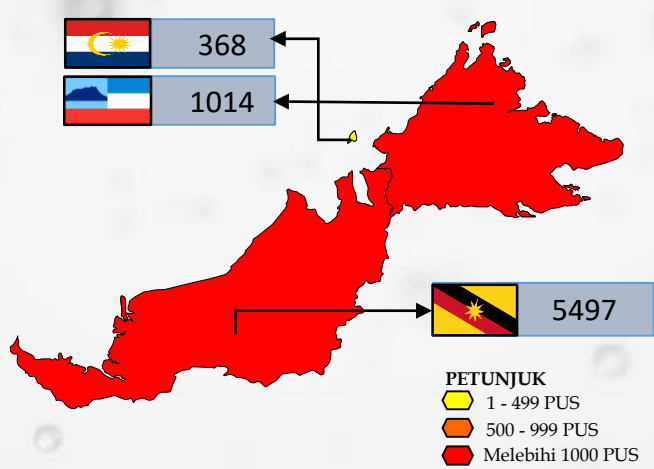 368
1014
5497
PETUNJUK
1 - 499 PUS
500 - 999 PUS
Melebihi 1000 PUS